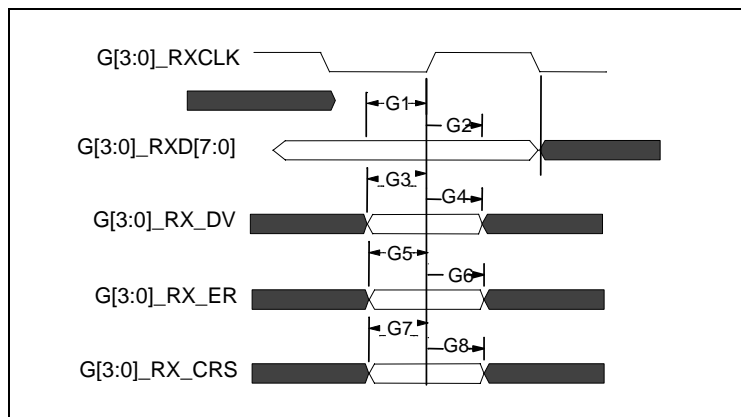 G[3:0]_RXCLK
G1
G2
G[3:0]_RXD[7:0]
G3
G4
G[3:0]_RX_DV
G5
G6
G[3:0]_RX_ER
G7
G8
G[3:0]_RX_CRS